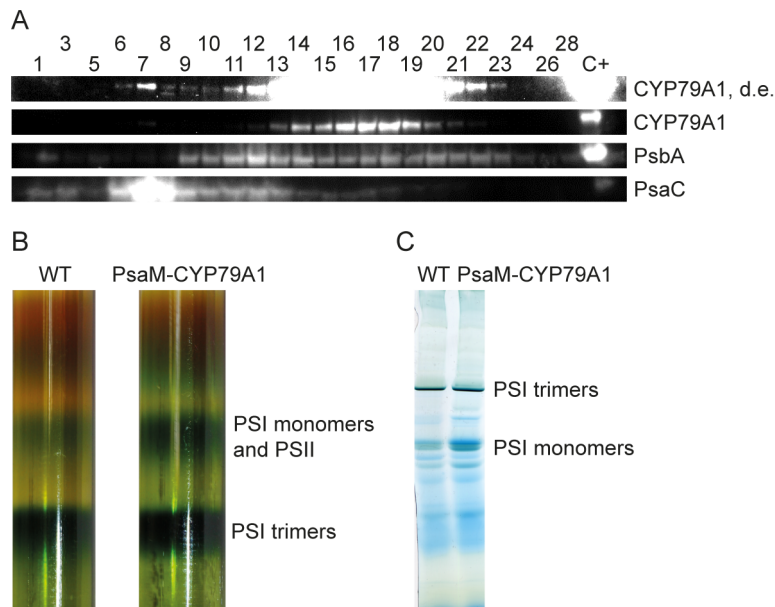 A
3 6 8 10 12 14 16 18 20 22 24 28
1 5 7 9 11 13 15 17 19 21 23 26 C+
CYP79A1, d.e.
CYP79A1
PsbA
PsaC
B
WT PsaM-CYP79A1
PSI monomers
and PSII
PSI trimers
C
WT PsaM-CYP79A1
PSI trimers
PSI monomers